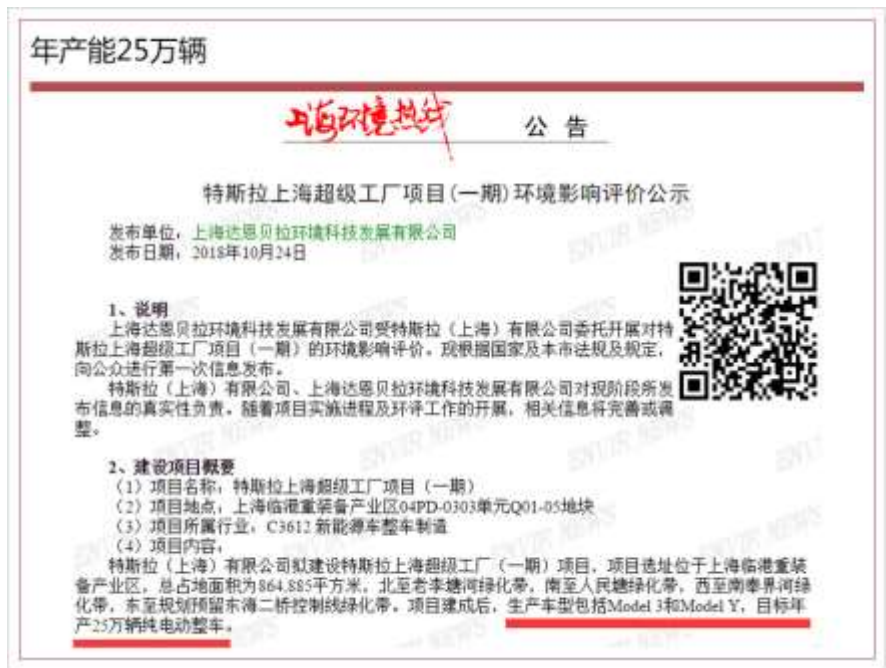 年产能25万辆
上海环境热线
公 告
特斯拉上海超级工厂项目(一期)环境影响评价公示
发布单位：上海达恩贝拉环境科技发展有限公司
发布日期：2018年10月24日
1、说明
上海达恩贝拉环境科技发展有限公司受特斯拉（上海）有限公司委托开展对特
斯拉上海超级工厂项目（一期）的环境影响评价。现根据国家及本市法规及规定，
向公众进行第一次信息发布。
特斯拉（上海）有限公司、上海达恩贝拉环境科技发展有限公司对现阶段所发
布信息的真实性负责。随着项目实施进程及环评工作的开展，相关信息将完善或调
整。
2、建设项目概要
（1）项目名称：特斯拉上海超级工厂项目（一期）
（2）项目地点：上海临港重装备产业区04PD-0303单元Q01-05地块
（3）项目所属行业：C3612 新能源车整车制造
（4）项目内容：
特斯拉（上海）有限公司拟建设特斯拉上海超级工厂（一期）项目，项目选址位于上海临港重装
备产业区，总占地面积为864,885平方米，北至老李塘河绿化带，南至人民塘绿化带，西至南奉界河绿
化带，东至规划预留东海二桥控制线绿化带。项目建成后，生产车型包括Model 3和Model Y，目标年
产25万辆纯电动整车。
ENVIR NEWS